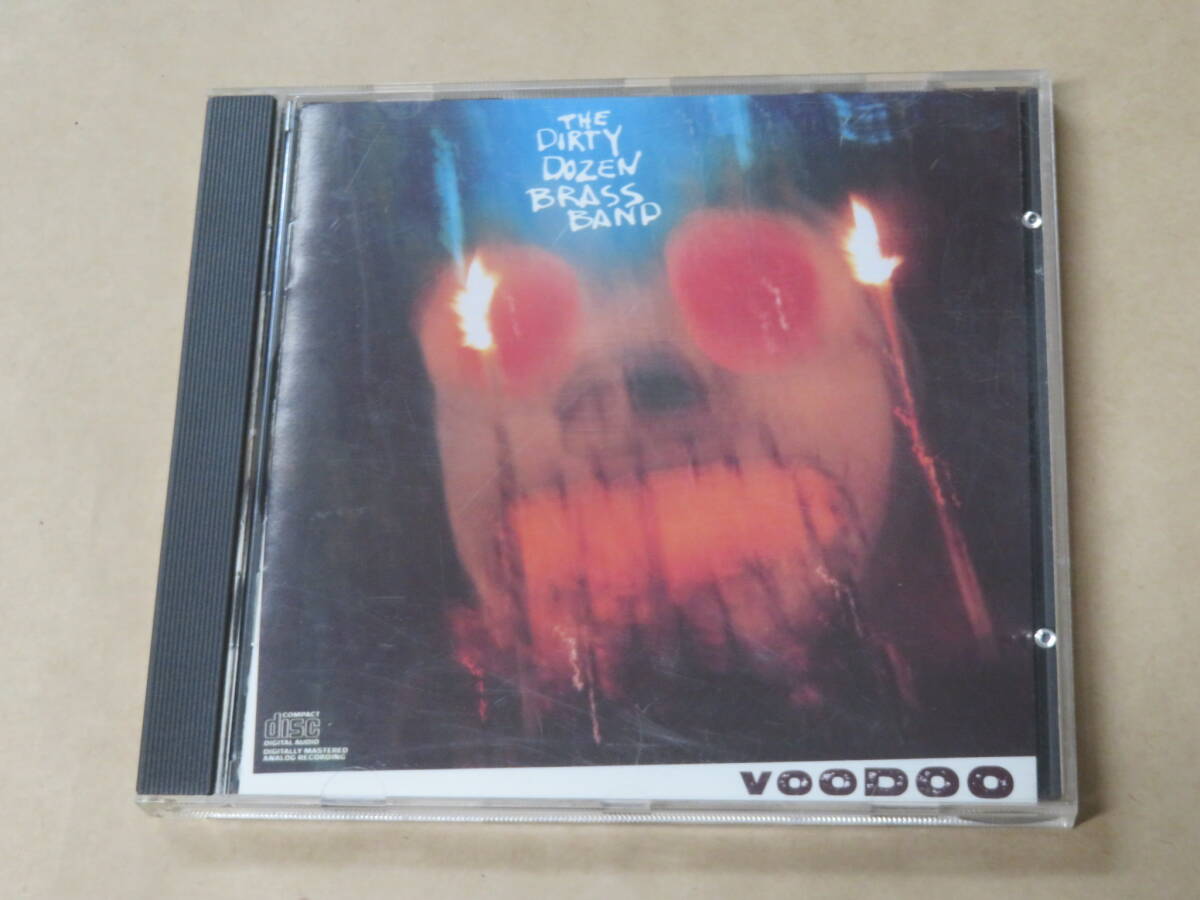 THE
DIRTY
DOZEN
BRASS
BAND
COMPACT
disc
DIGITAL AUDIO
DIGITALLY MASTERED
ANALOG RECORDING
VOODOO